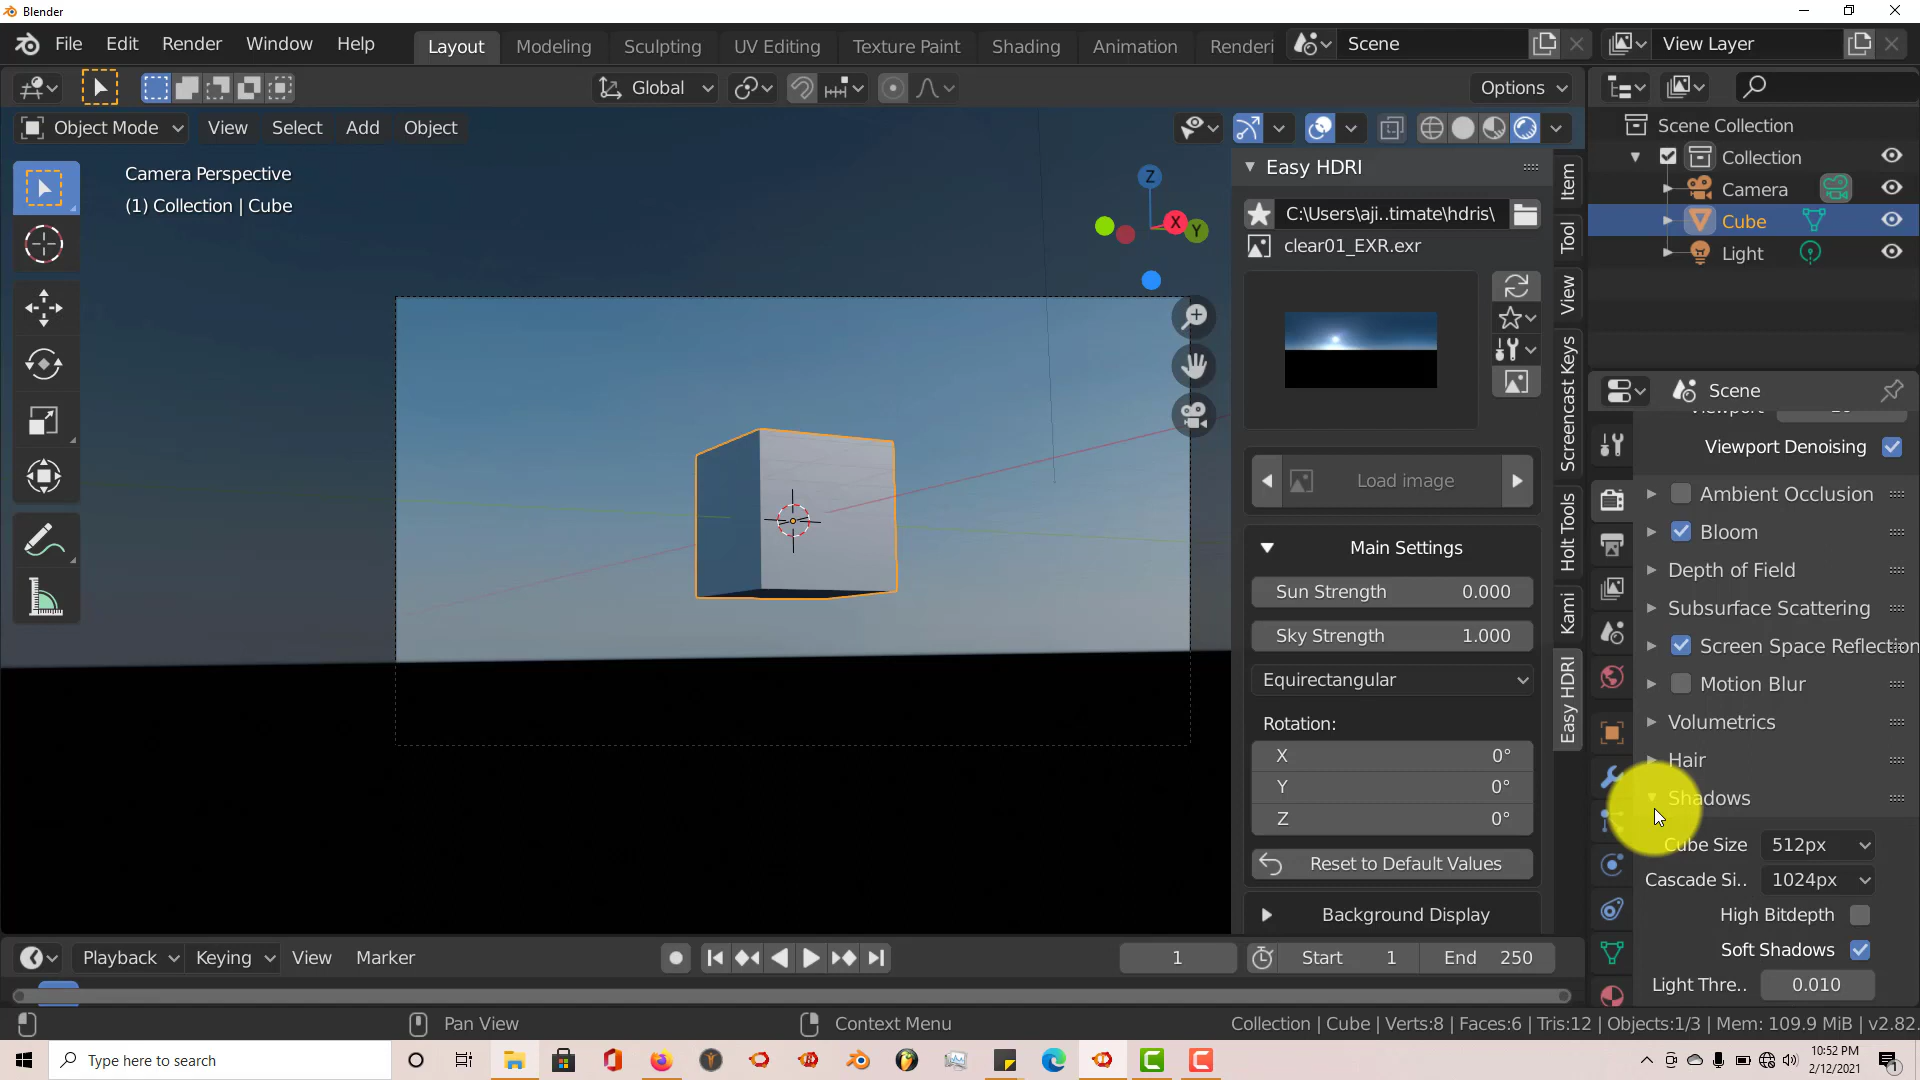 Blender
File Edit Render Window Help Layout Modeling Sculpting UV Editing Texture Paint Shading Animation Renderi Scene View Layer
Global Options
Object Mode View Select Add Object
Camera Perspective
(1) Collection | Cube
Z
X
Y
Easy HDRI
C:\Users\aji..timate\hdris\
clear01_EXR.exr
Load image
Main Settings
Sun Strength 0.000
Sky Strength 1.000
Equirectangular
Rotation:
X 0°
Y 0°
Z 0°
Reset to Default Values
Background Display
Item
Tool
View
Screencast Keys
Holt Tools
Kami
Easy HDRI
Scene Collection
Collection
Camera
Cube
Light
Scene
Viewport Denoising
Ambient Occlusion
Bloom
Depth of Field
Subsurface Scattering
Screen Space Reflection
Motion Blur
Volumetrics
Hair
Shadows
Cube Size 512px
Cascade Si.. 1024px
High Bitdepth
Soft Shadows
Light Thre.. 0.010
Playback Keying View Marker 1 Start 1 End 250
Pan View Context Menu Collection | Cube | Verts:8 | Faces:6 | Tris:12 | Objects:1/3 | Mem: 109.9 MiB | v2.82.
Type here to search
10:52 PM
2/12/2021
1